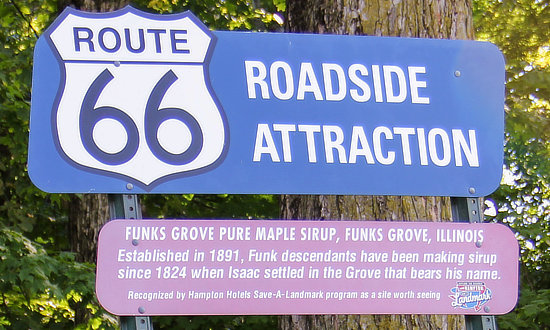 ROUTE
66
ROADSIDE
ATTRACTION
FUNKS GROVE PURE MAPLE SIRUP, FUNKS GROVE, ILLINOIS
Established in 1891, Funk descendants have been making sirup
since 1824 when Isaac settled in the Grove that bears his name.
Recognized by Hampton Hotels Save-A-Landmark program as a site worth seeing
HAMPTON
Landmark